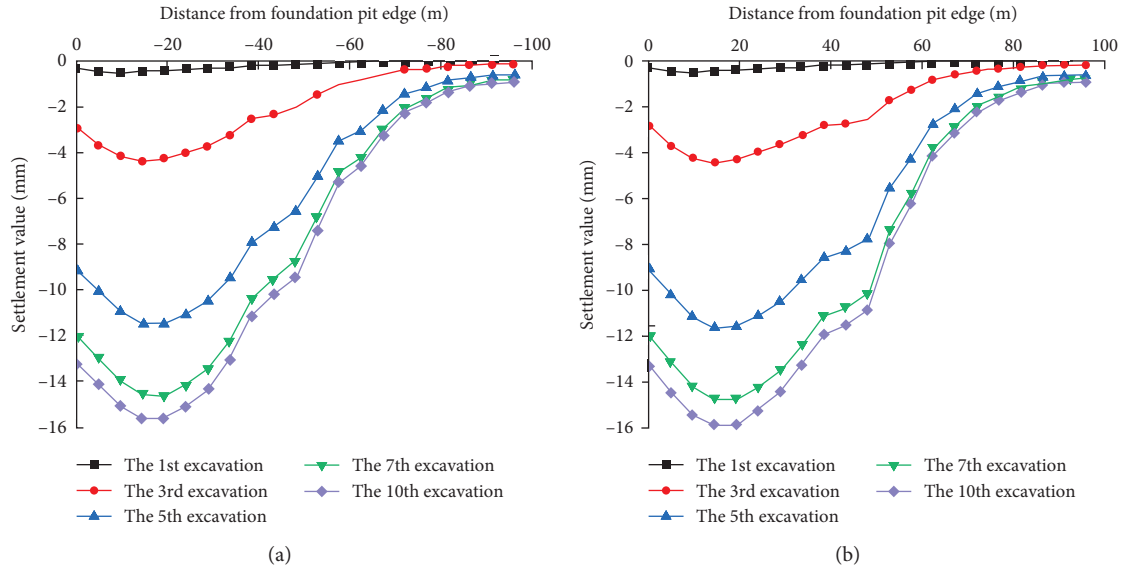 Distance from foundation pit edge (m)
0 −20 −40 −60 −80 −100
0
−2
−4
−6
−8
−10
−12
−14
−16
Settlement value (mm)
The 1st excavation
The 3rd excavation
The 5th excavation
The 7th excavation
The 10th excavation
(a)
Distance from foundation pit edge (m)
0 20 40 60 80 100
0
−2
−4
−6
−8
−10
−12
−14
−16
Settlement value (mm)
The 1st excavation
The 3rd excavation
The 5th excavation
The 7th excavation
The 10th excavation
(b)